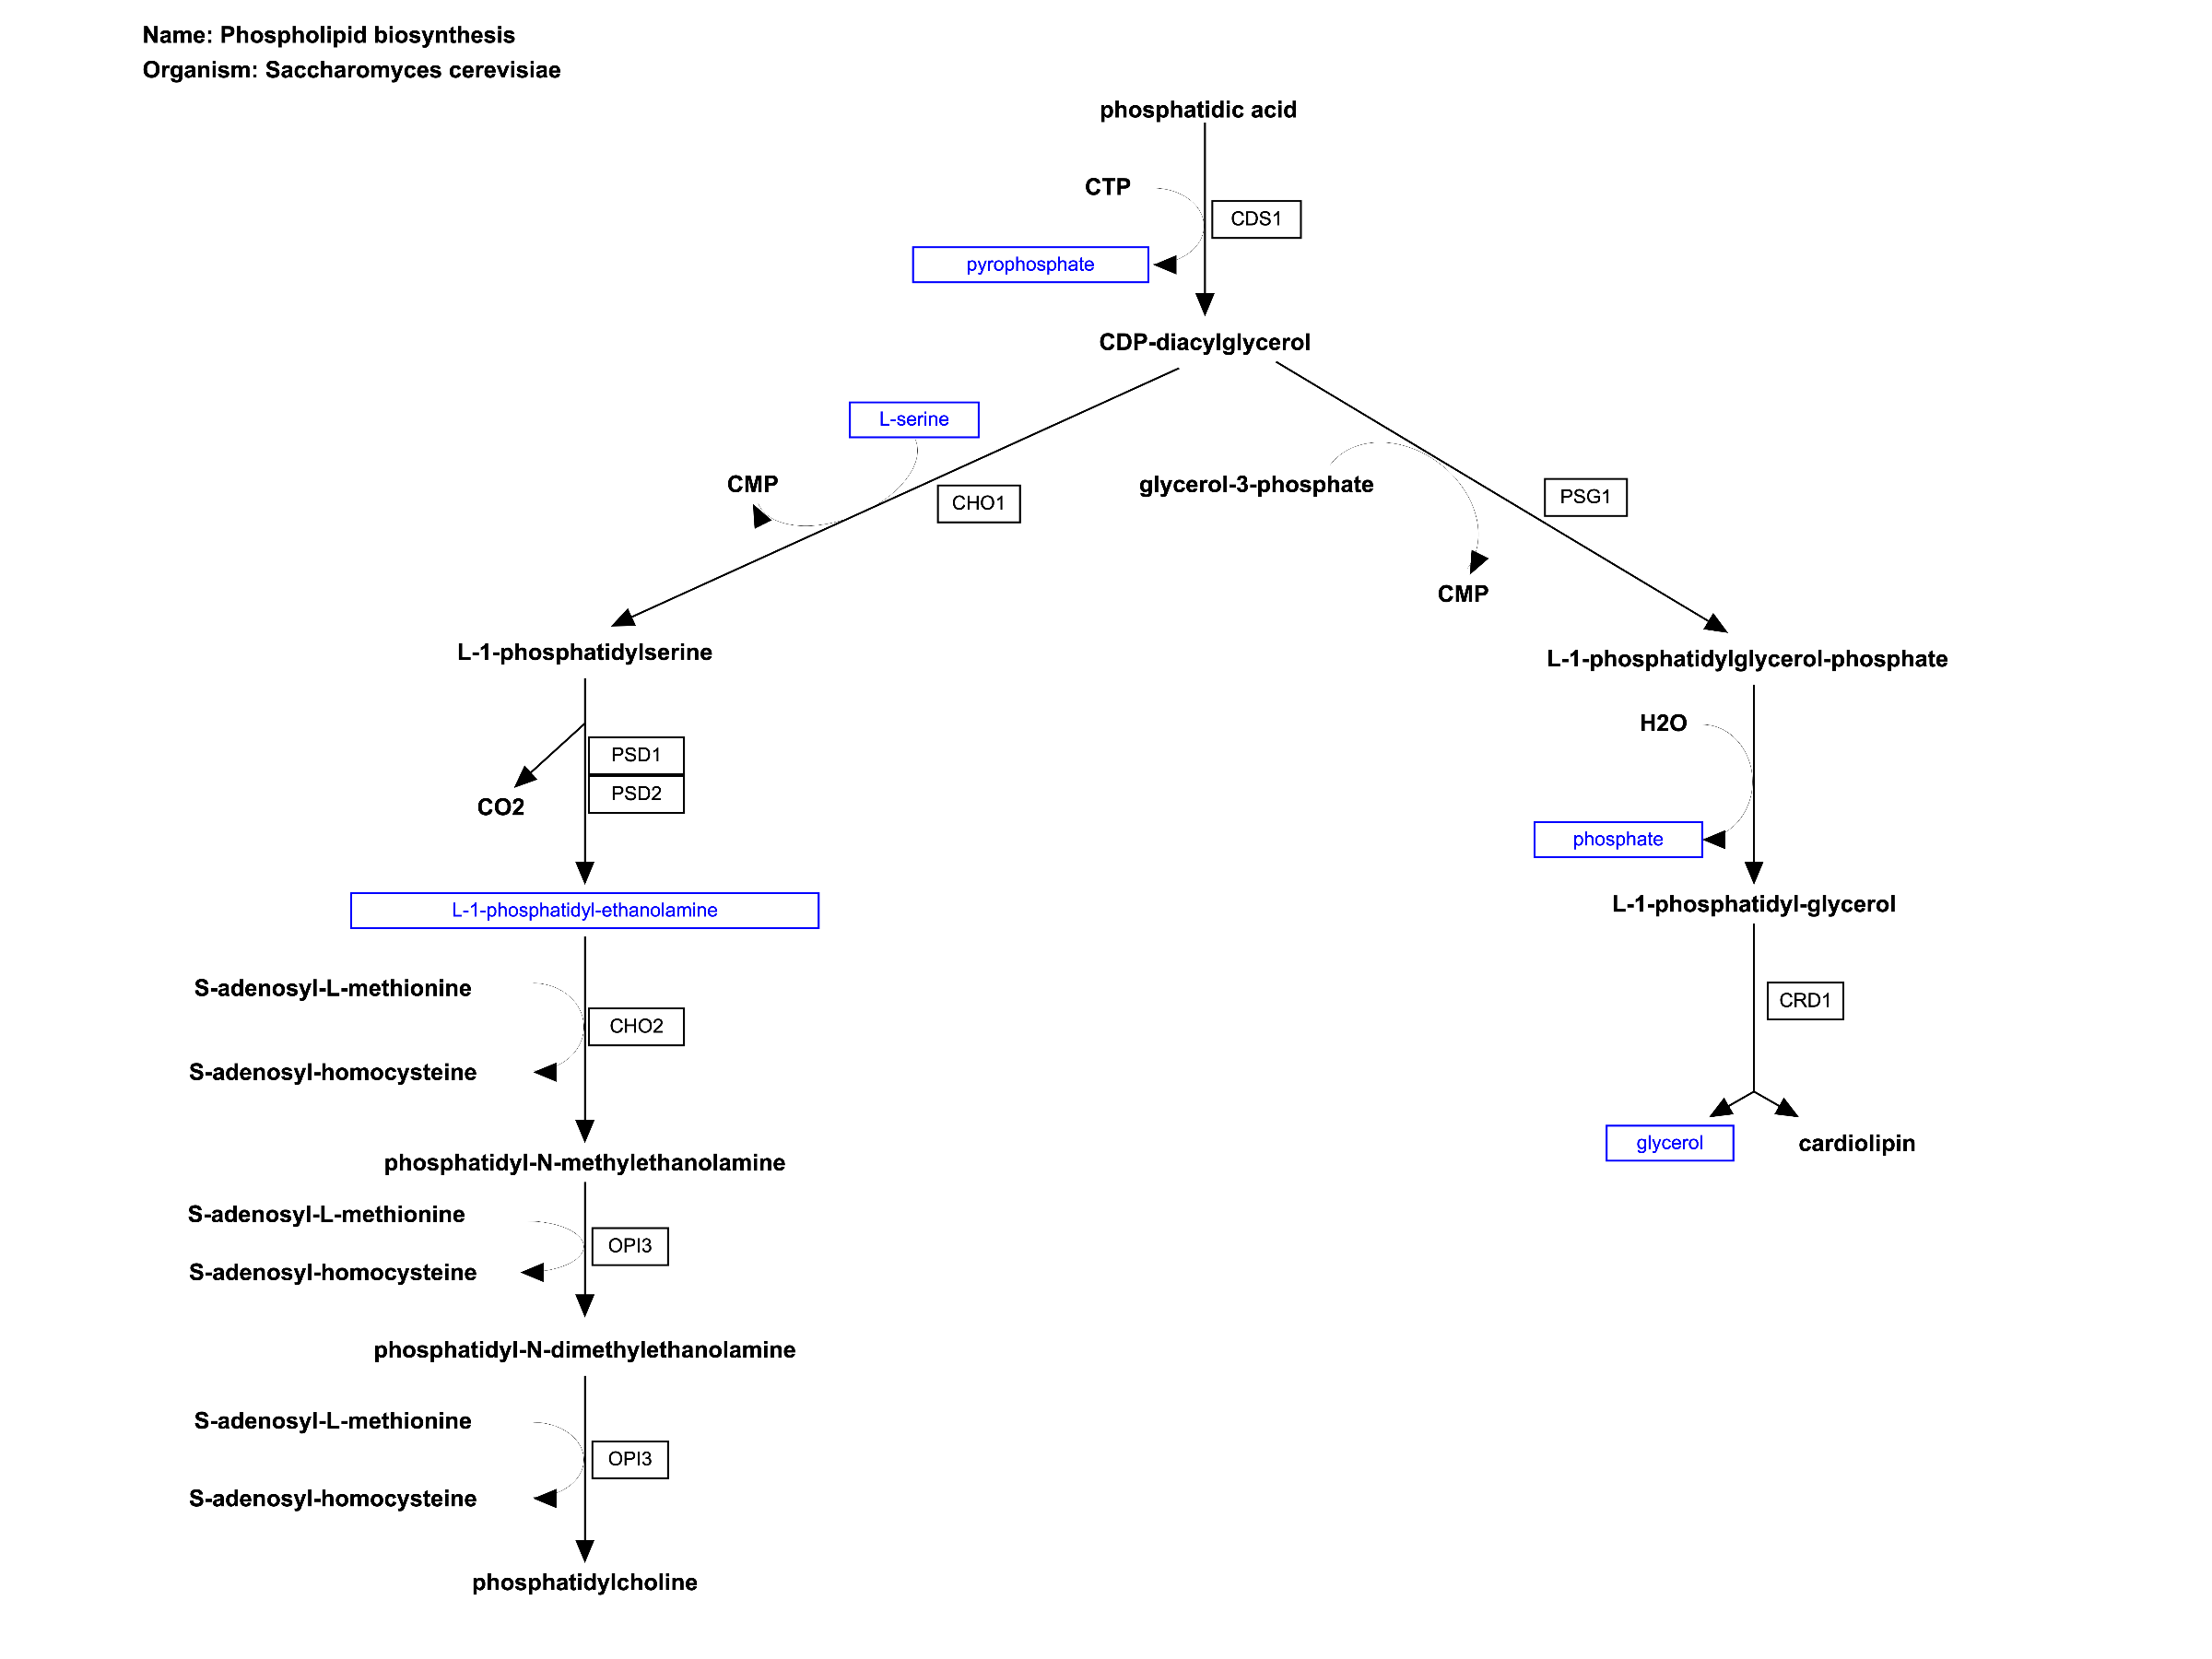 Name: Phospholipid biosynthesis
Organism: Saccharomyces cerevisiae
phosphatidic acid
CTP
CDS1
pyrophosphate
CDP-diacylglycerol
L-serine
CMP
CHO1
glycerol-3-phosphate
PSG1
CMP
L-1-phosphatidylserine
L-1-phosphatidylglycerol-phosphate
H2O
PSD1
PSD2
CO2
phosphate
L-1-phosphatidyl-ethanolamine
L-1-phosphatidyl-glycerol
S-adenosyl-L-methionine
CHO2
CRD1
S-adenosyl-homocysteine
glycerol
cardiolipin
phosphatidyl-N-methylethanolamine
S-adenosyl-L-methionine
OPI3
S-adenosyl-homocysteine
phosphatidyl-N-dimethylethanolamine
S-adenosyl-L-methionine
OPI3
S-adenosyl-homocysteine
phosphatidylcholine